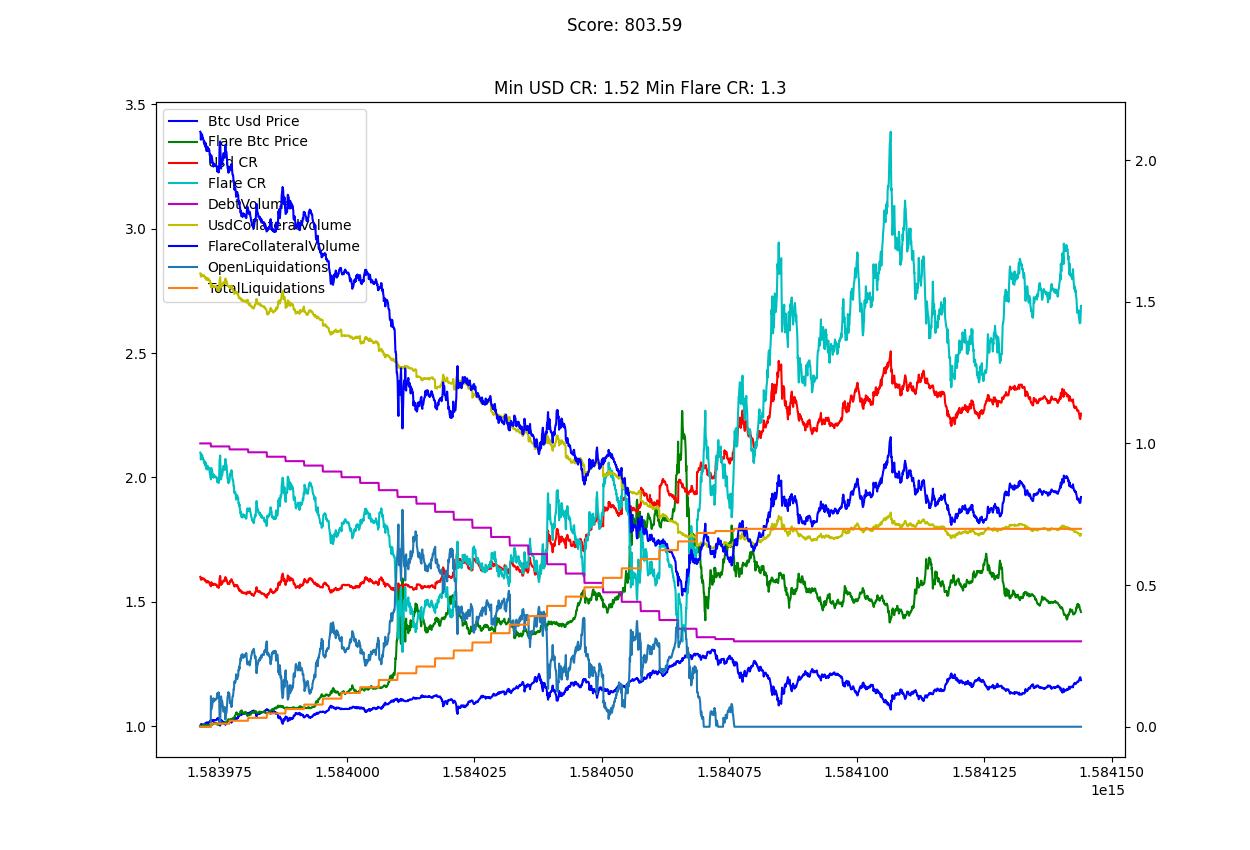 Score: 803.59
Min USD CR: 1.52 Min Flare CR: 1.3
3.5
3.0
2.5
2.0
1.5
1.0
Btc Usd Price
Flare Btc Price
Usd CR
Flare CR
DebtVolume
UsdCollateralVolume
FlareCollateralVolume
OpenLiquidations
TotalLiquidations
2.0
1.5
1.0
0.5
0.0
1.583975 1.584000 1.584025 1.584050 1.584075 1.584100 1.584125 1.584150
1e15